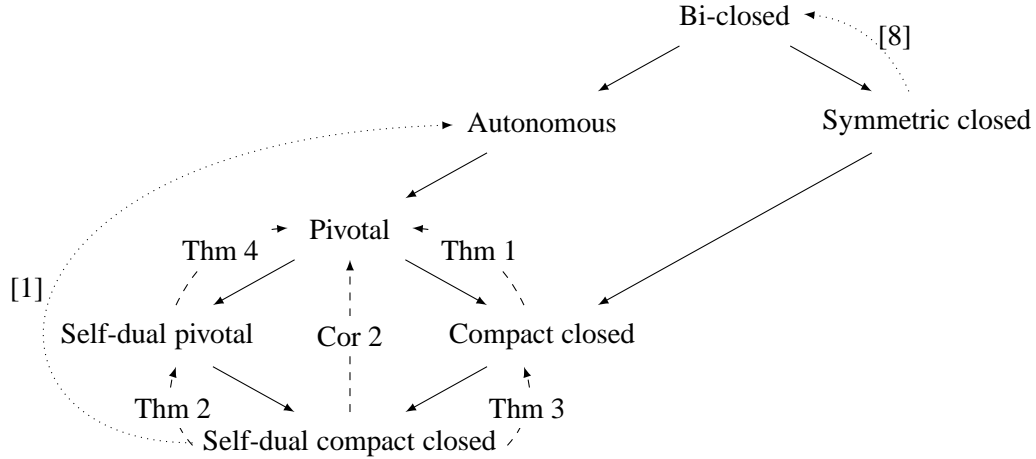 Bi-closed
[8]
Autonomous
Symmetric closed
Pivotal
Thm 4
Thm 1
[1]
Self-dual pivotal
Cor 2
Compact closed
Thm 2
Thm 3
Self-dual compact closed